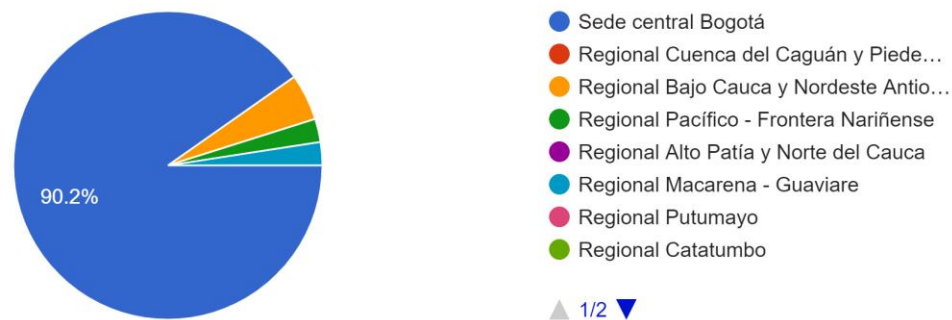 90.2%
Sede central Bogotá
Regional Cuenca del Caguán y Piede…
Regional Bajo Cauca y Nordeste Antio…
Regional Pacífico - Frontera Nariñense
Regional Alto Patía y Norte del Cauca
Regional Macarena - Guaviare
Regional Putumayo
Regional Catatumbo
1/2